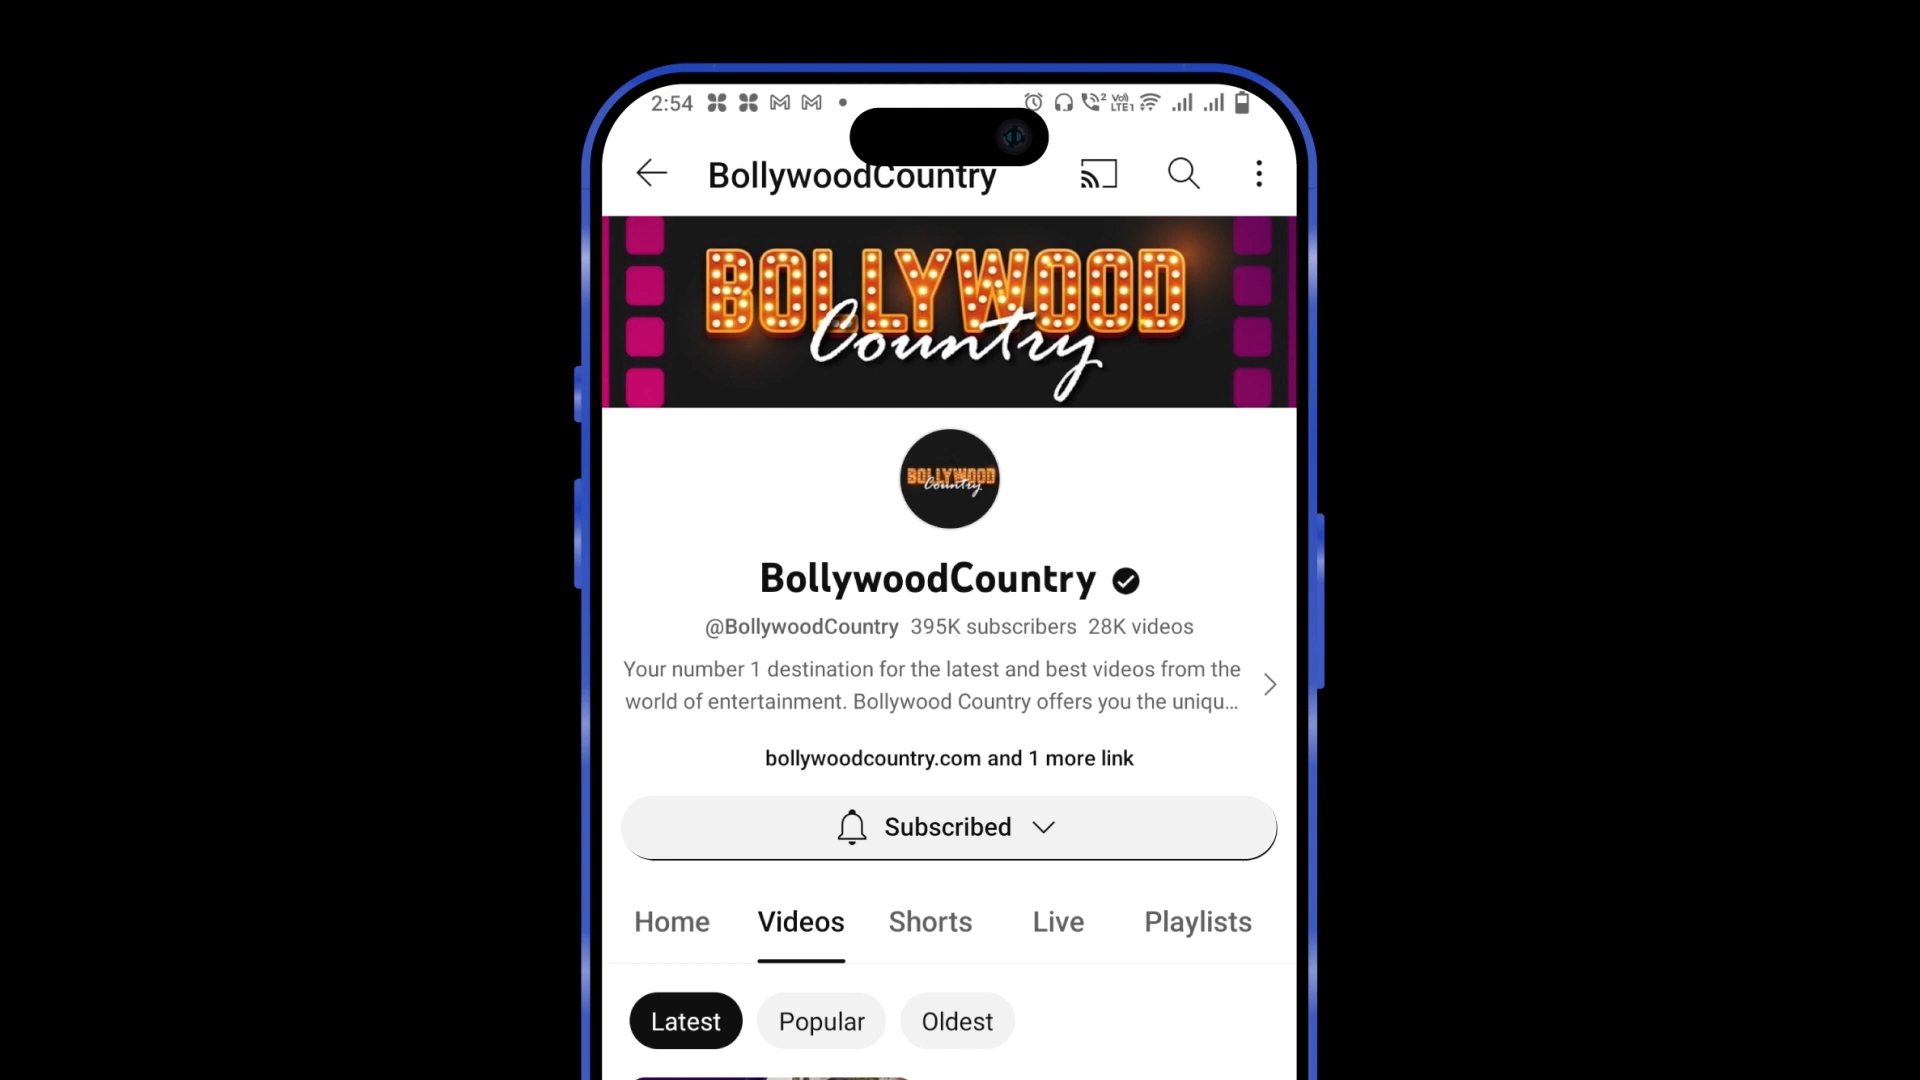 2:54
VoI)
LTE1
BollywoodCountry
BOLLYWOOD
Country
BOLLYWOOD
Country
BollywoodCountry
@BollywoodCountry 395K subscribers 28K videos
Your number 1 destination for the latest and best videos from the
world of entertainment. Bollywood Country offers you the uniqu...
bollywoodcountry.com and 1 more link
Subscribed
Home Videos Shorts Live Playlists
Latest Popular Oldest